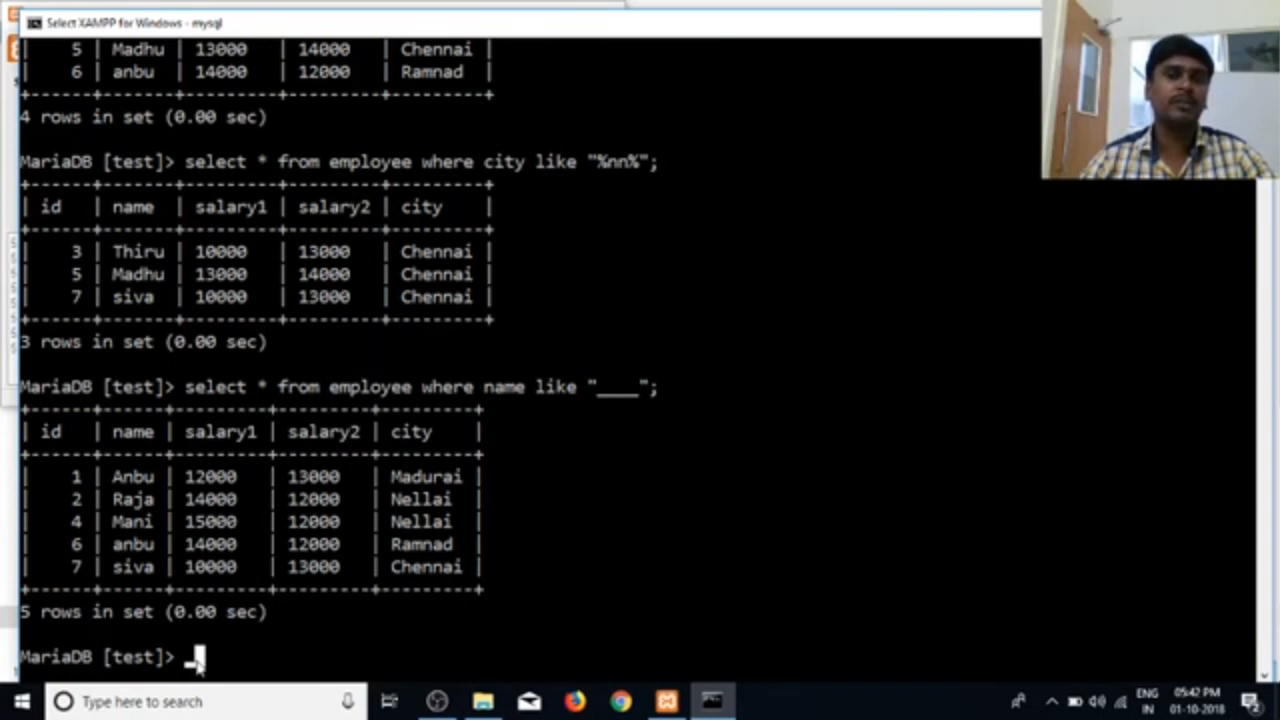 Select XAMPP for Windows - mysql
| 5 | Madhu | 13000 | 14000 | Chennai |
| 6 | anbu | 14000 | 12000 | Ramnad |
+------+-------+---------+---------+---------+
4 rows in set (0.00 sec)
MariaDB [test]> select * from employee where city like "%nn%";
+------+-------+---------+---------+---------+
| id | name | salary1 | salary2 | city |
+------+-------+---------+---------+---------+
| 3 | Thiru | 10000 | 13000 | Chennai |
| 5 | Madhu | 13000 | 14000 | Chennai |
| 7 | siva | 10000 | 13000 | Chennai |
+------+-------+---------+---------+---------+
3 rows in set (0.00 sec)
MariaDB [test]> select * from employee where name like "____";
+------+------+---------+---------+---------+
| id | name | salary1 | salary2 | city |
+------+------+---------+---------+---------+
| 1 | Anbu | 12000 | 13000 | Madurai |
| 2 | Raja | 14000 | 12000 | Nellai |
| 4 | Mani | 15000 | 12000 | Nellai |
| 6 | anbu | 14000 | 12000 | Ramnad |
| 7 | siva | 10000 | 13000 | Chennai |
+------+------+---------+---------+---------+
5 rows in set (0.00 sec)
MariaDB [test]>
Type here to search
ENG
IN
05:42 PM
01-10-2018
2